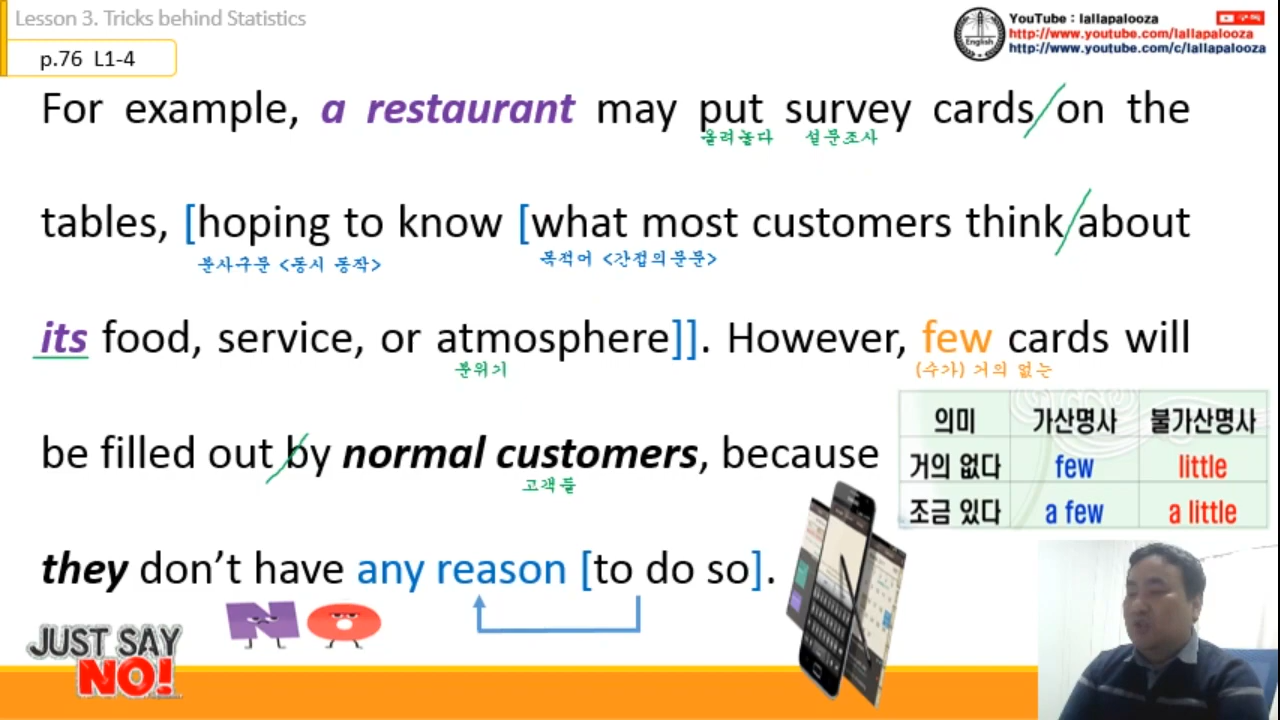 Lesson 3. Tricks behind Statistics
YouTube : lallapalooza
구독
http://www.youtube.com/lallapalooza
http://www.youtube.com/c/lallapalooza
English
p.76 L1-4
For example, a restaurant may put survey cards/on the
올려놓다 설문조사
tables, [hoping to know [what most customers think/about
분사구문 <동시 동작> 목적어 <간접의문문>
its food, service, or atmosphere]]. However, few cards will
분위기 (수가) 거의 없는
be filled out/by normal customers, because
고객들
의미 가산명사 불가산명사
거의 없다 few little
조금 있다 a few a little
they don't have any reason [to do so].
NO
JUST SAY
NO!